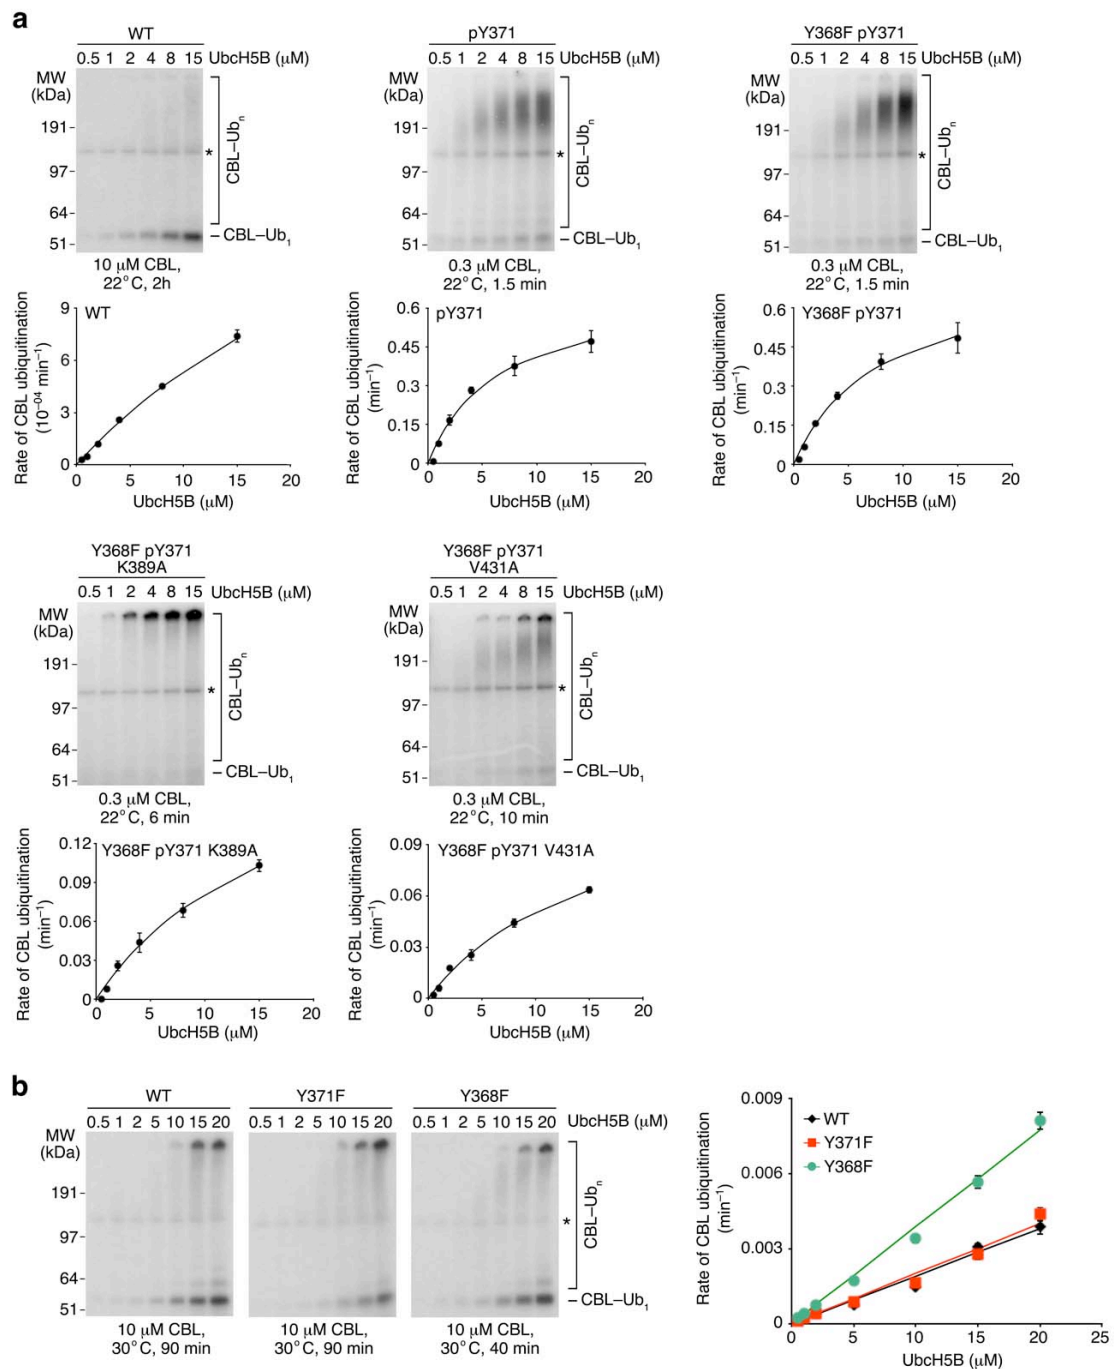 a
WT
0.5 1 2 4 8 15 UbcH5B (μM)
MW
(kDa)
191
97
64
51
*
CBL–Ubₙ
CBL–Ub₁
10 μM CBL,
22°C, 2h
pY371
0.5 1 2 4 8 15 UbcH5B (μM)
MW
(kDa)
191
97
64
51
*
CBL–Ubₙ
CBL–Ub₁
0.3 μM CBL,
22°C, 1.5 min
Y368F pY371
0.5 1 2 4 8 15 UbcH5B (μM)
MW
(kDa)
191
97
64
51
*
CBL–Ubₙ
CBL–Ub₁
0.3 μM CBL,
22°C, 1.5 min
Rate of CBL ubiquitination
(10⁻⁰⁴ min⁻¹)
WT
9
6
3
0
0 5 10 15 20
UbcH5B (μM)
Rate of CBL ubiquitination
(min⁻¹)
pY371
0.6
0.45
0.3
0.15
0
0 5 10 15 20
UbcH5B (μM)
Rate of CBL ubiquitination
(min⁻¹)
Y368F pY371
0.6
0.45
0.3
0.15
0
0 5 10 15 20
UbcH5B (μM)
Y368F pY371
K389A
0.5 1 2 4 8 15 UbcH5B (μM)
MW
(kDa)
191
97
64
51
*
CBL–Ubₙ
CBL–Ub₁
0.3 μM CBL,
22°C, 6 min
Y368F pY371
V431A
0.5 1 2 4 8 15 UbcH5B (μM)
MW
(kDa)
191
97
64
51
*
CBL–Ubₙ
CBL–Ub₁
0.3 μM CBL,
22°C, 10 min
Rate of CBL ubiquitination
(min⁻¹)
Y368F pY371 K389A
0.12
0.09
0.06
0.03
0
0 5 10 15 20
UbcH5B (μM)
Rate of CBL ubiquitination
(min⁻¹)
Y368F pY371 V431A
0.09
0.06
0.03
0
0 5 10 15 20
UbcH5B (μM)
b
WT Y371F Y368F
0.5 1 2 5 10 15 20 0.5 1 2 5 10 15 20 0.5 1 2 5 10 15 20 UbcH5B (μM)
MW
(kDa)
191
97
64
51
*
CBL–Ubₙ
CBL–Ub₁
10 μM CBL,
30°C, 90 min
10 μM CBL,
30°C, 90 min
10 μM CBL,
30°C, 40 min
Rate of CBL ubiquitination
(min⁻¹)
WT
Y371F
Y368F
0.009
0.006
0.003
0
0 5 10 15 20 25
UbcH5B (μM)